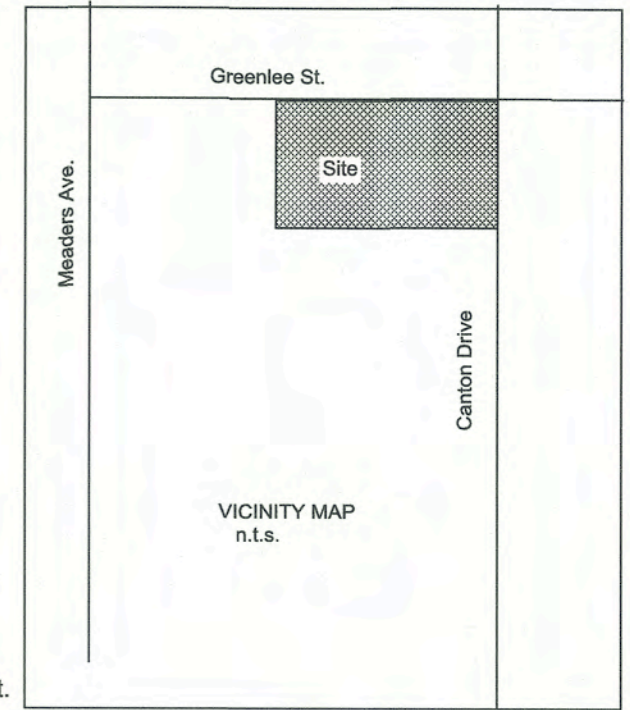 Greenlee St.
Site
Meaders Ave.
Canton Drive
VICINITY MAP
n.t.s.
t.